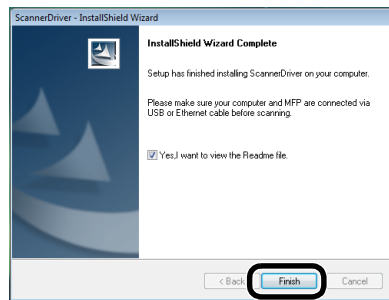 ScannerDriver - InstallShield Wizard
InstallShield Wizard Complete
Setup has finished installing ScannerDriver on your computer.
Please make sure your computer and MFP are connected via
USB or Ethernet cable before scanning.
Yes,I want to view the Readme file.
< Back Finish Cancel